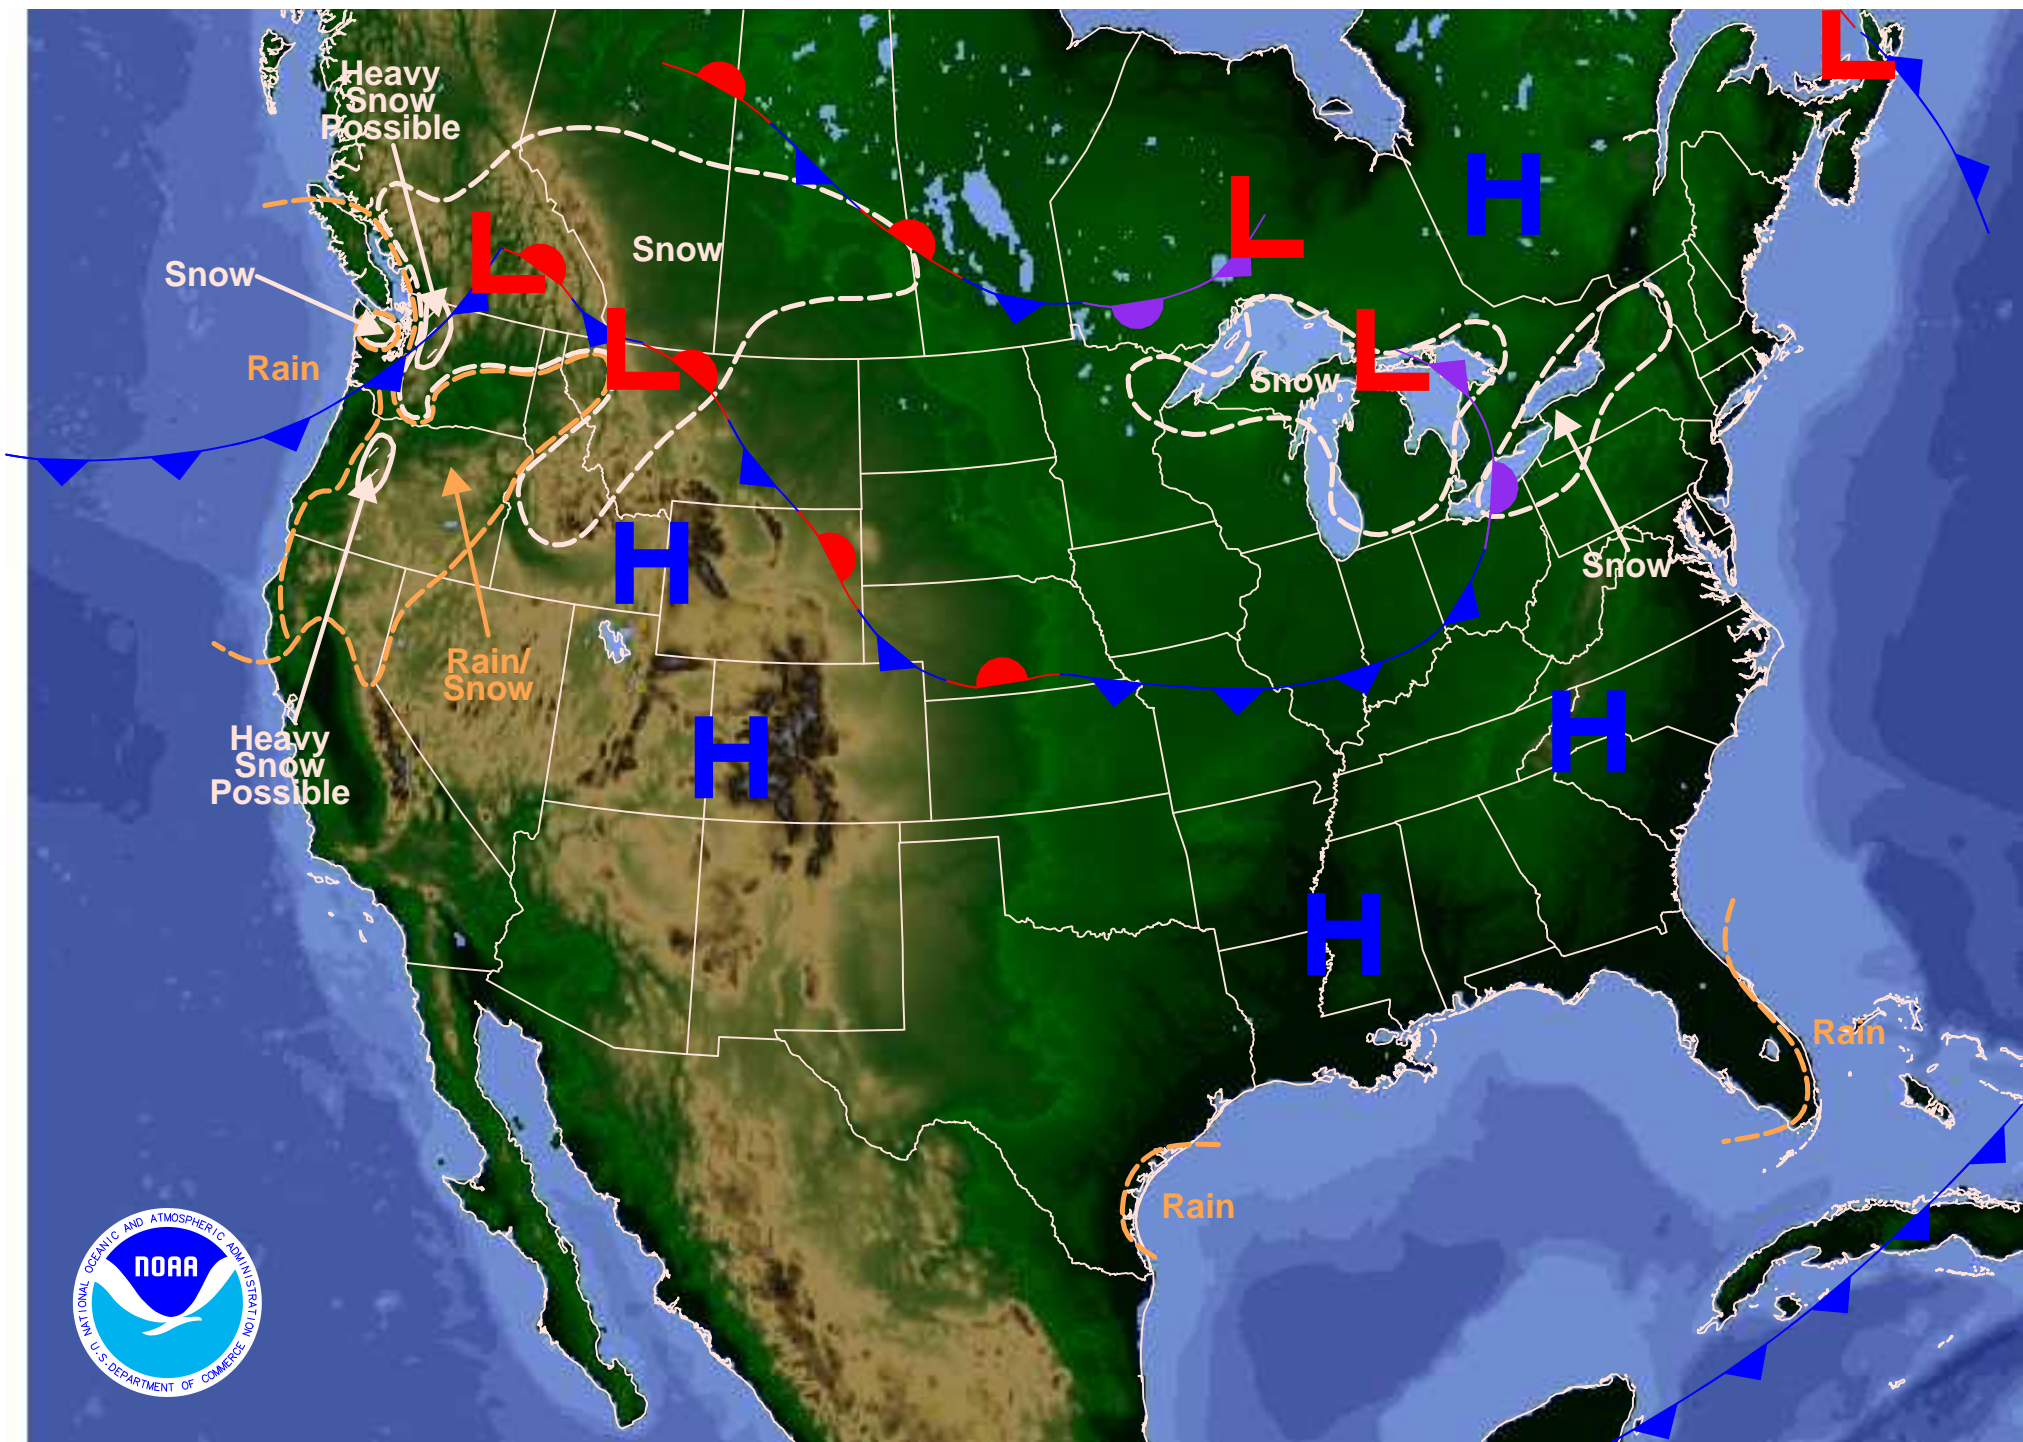 L
Heavy
Snow
Possible
H
L
L
Snow
Snow
L
L
Rain
Snow
H
Snow
Rain/
Snow
H
H
Heavy
Snow
Possible
H
Rain
Rain
NOAA
NATIONAL OCEANIC AND ATMOSPHERIC ADMINISTRATION
U.S. DEPARTMENT OF COMMERCE